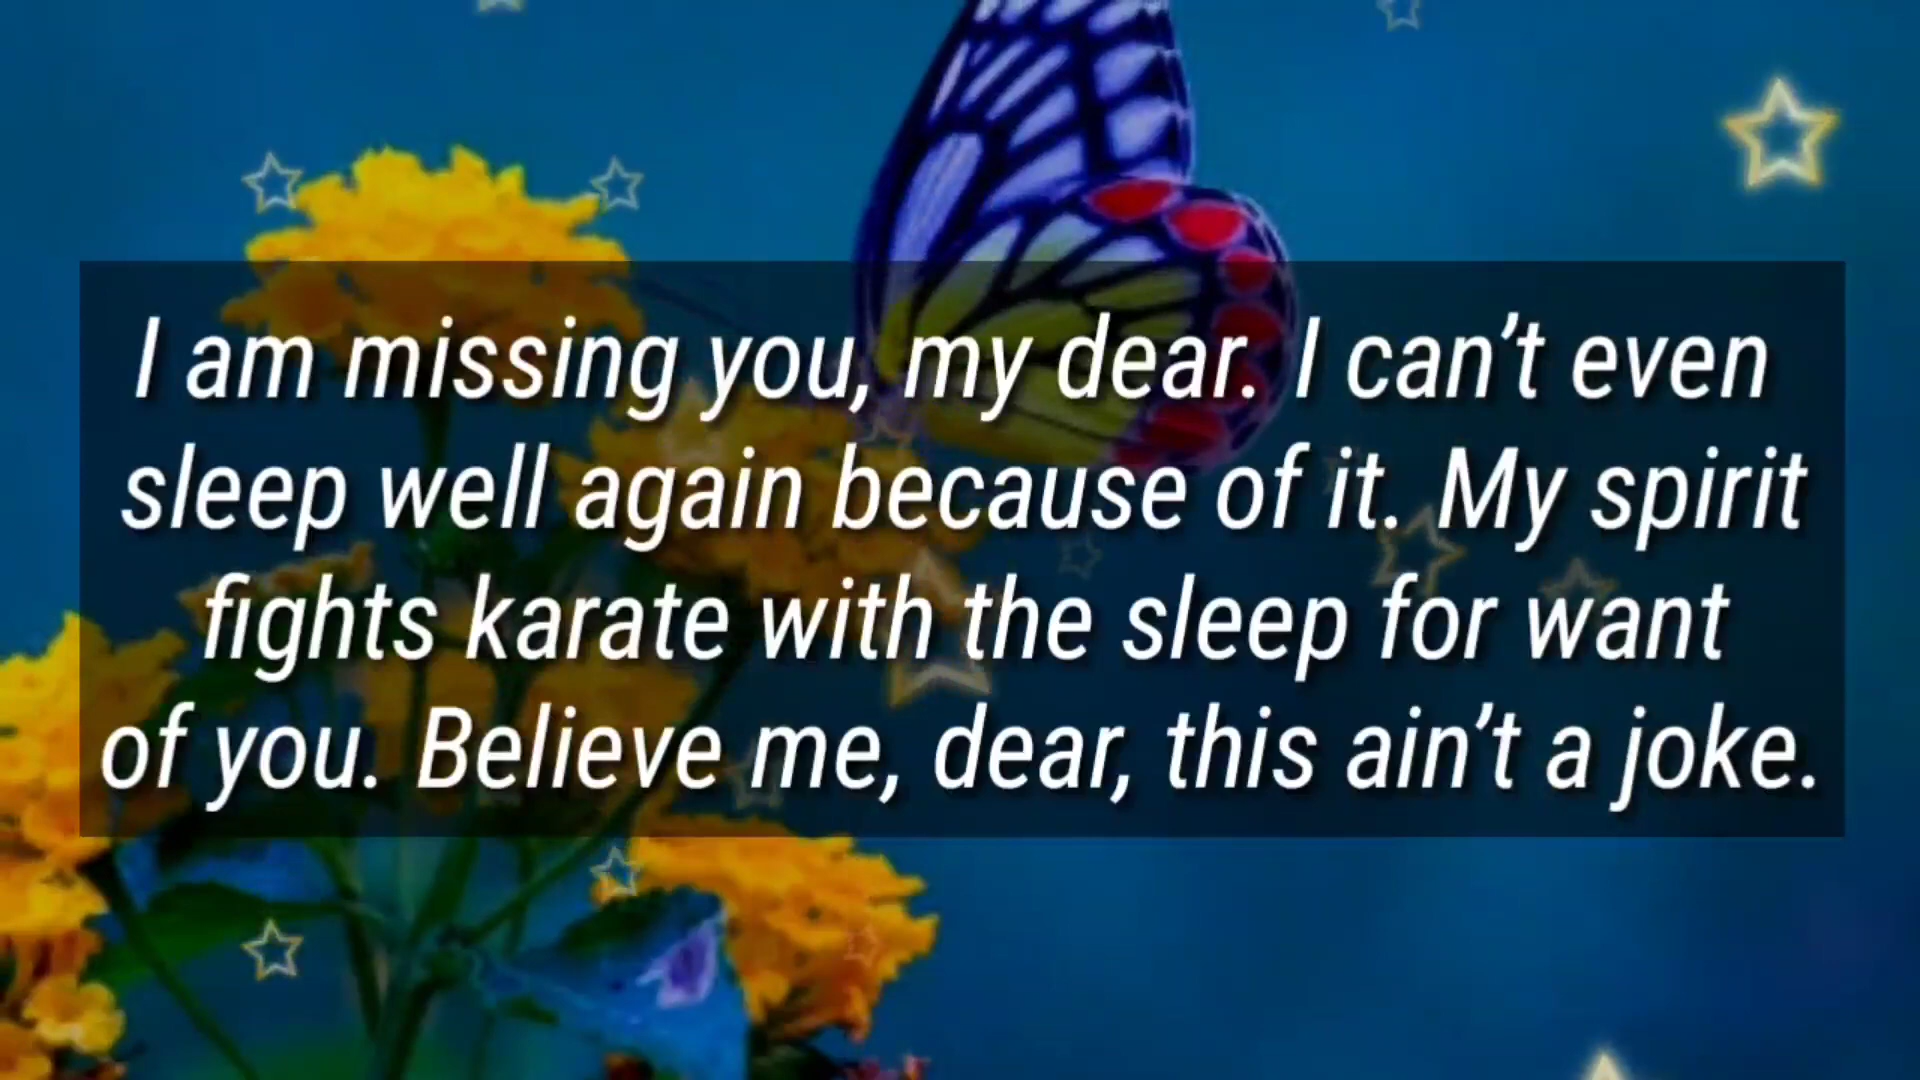 I am missing you, my dear. I can’t even
sleep well again because of it. My spirit
fights karate with the sleep for want
of you. Believe me, dear, this ain’t a joke.